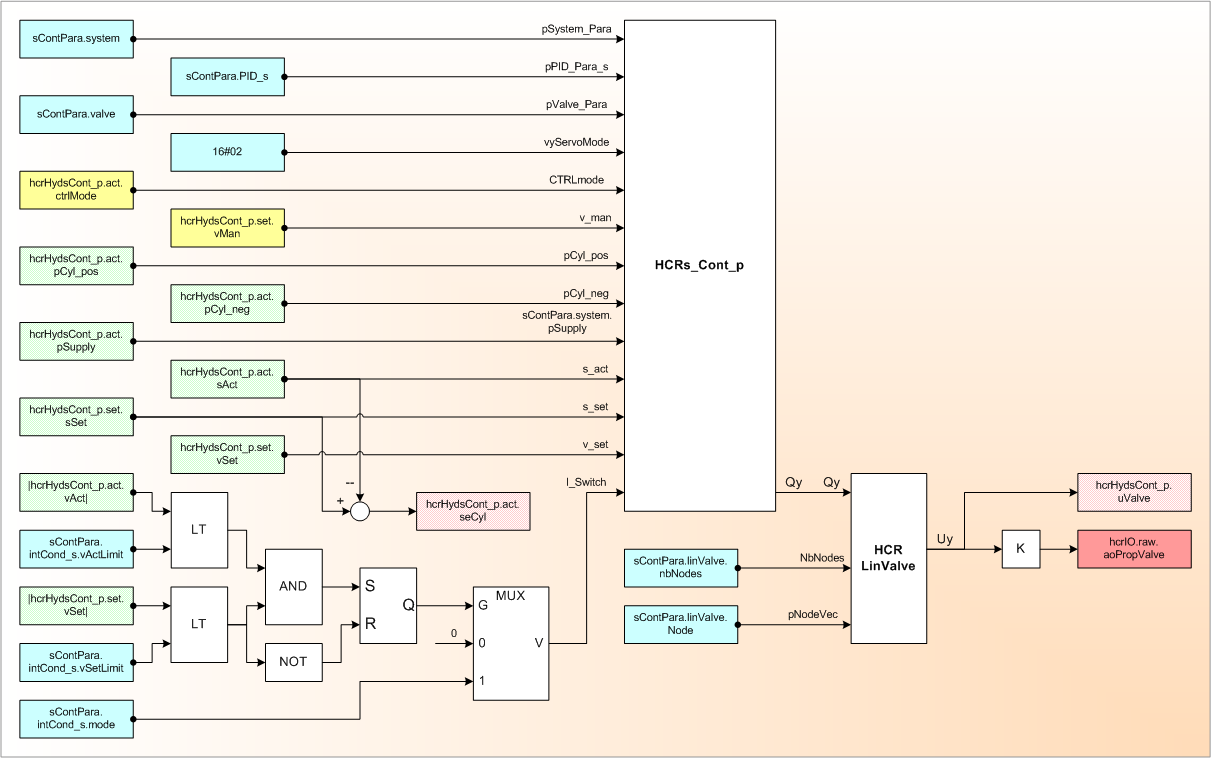 sContPara.system
pSystem_Para
sContPara.PID_s
pPID_Para_s
sContPara.valve
pValve_Para
16#02
vyServoMode
hcrHydsCont_p.act.
ctrlMode
CTRLmode
hcrHydsCont_p.set.
vMan
v_man
hcrHydsCont_p.act.
pCyl_pos
pCyl_pos
HCRs_Cont_p
hcrHydsCont_p.act.
pCyl_neg
pCyl_neg
hcrHydsCont_p.act.
pSupply
sContPara.system.
pSupply
hcrHydsCont_p.act.
sAct
s_act
hcrHydsCont_p.set.
sSet
s_set
hcrHydsCont_p.set.
vSet
v_set
|hcrHydsCont_p.act.
vAct|
--
+
hcrHydsCont_p.act.
seCyl
I_Switch
Qy
Qy
hcrHydsCont_p.
uValve
LT
sContPara.
intCond_s.vActLimit
Uy
K
hcrIO.raw.
aoPropValve
HCR
LinValve
sContPara.linValve.
nbNodes
NbNodes
|hcrHydsCont_p.set.
vSet|
LT
AND
S
R
Q
MUX
G
0
0
1
V
sContPara.linValve.
Node
pNodeVec
sContPara.
intCond_s.vSetLimit
NOT
sContPara.
intCond_s.mode